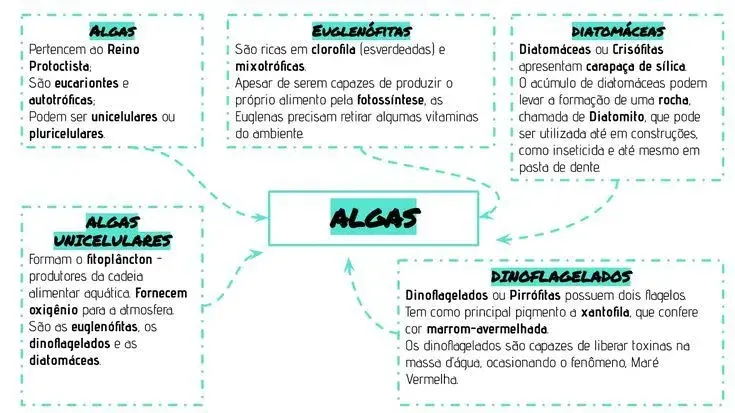 ALGAS
Pertencem ao Reino
Protoctista;
São eucariontes e
autotróficas;
Podem ser unicelulares ou
pluricelulares.
EUGLENÓFITAS
São ricas em clorofila (esverdeadas) e
mixotróficas.
Apesar de serem capazes de produzir o
próprio alimento pela fotossíntese, as
Euglenas precisam retirar algumas vitaminas
do ambiente.
DIATOMÁCEAS
Diatomáceas ou Crisófitas
apresentam carapaça de sílica.
O acúmulo de diatomáceas podem
levar a formação de uma rocha,
chamada de Diatomito, que pode
ser utilizada até em construções,
como inseticida e até mesmo em
pasta de dente.
ALGAS
ALGAS
UNICELULARES
Formam o fitoplâncton -
produtores da cadeia
alimentar aquática. Fornecem
oxigênio para a atmosfera.
São as euglenófitas, os
dinoflagelados e as
diatomáceas.
DINOFLAGELADOS
Dinoflagelados ou Pirrófitas possuem dois flagelos.
Tem como principal pigmento a xantofila, que confere
cor marrom-avermelhada.
Os dinoflagelados são capazes de liberar toxinas na
massa d'água, ocasionando o fenômeno, Maré
Vermelha.